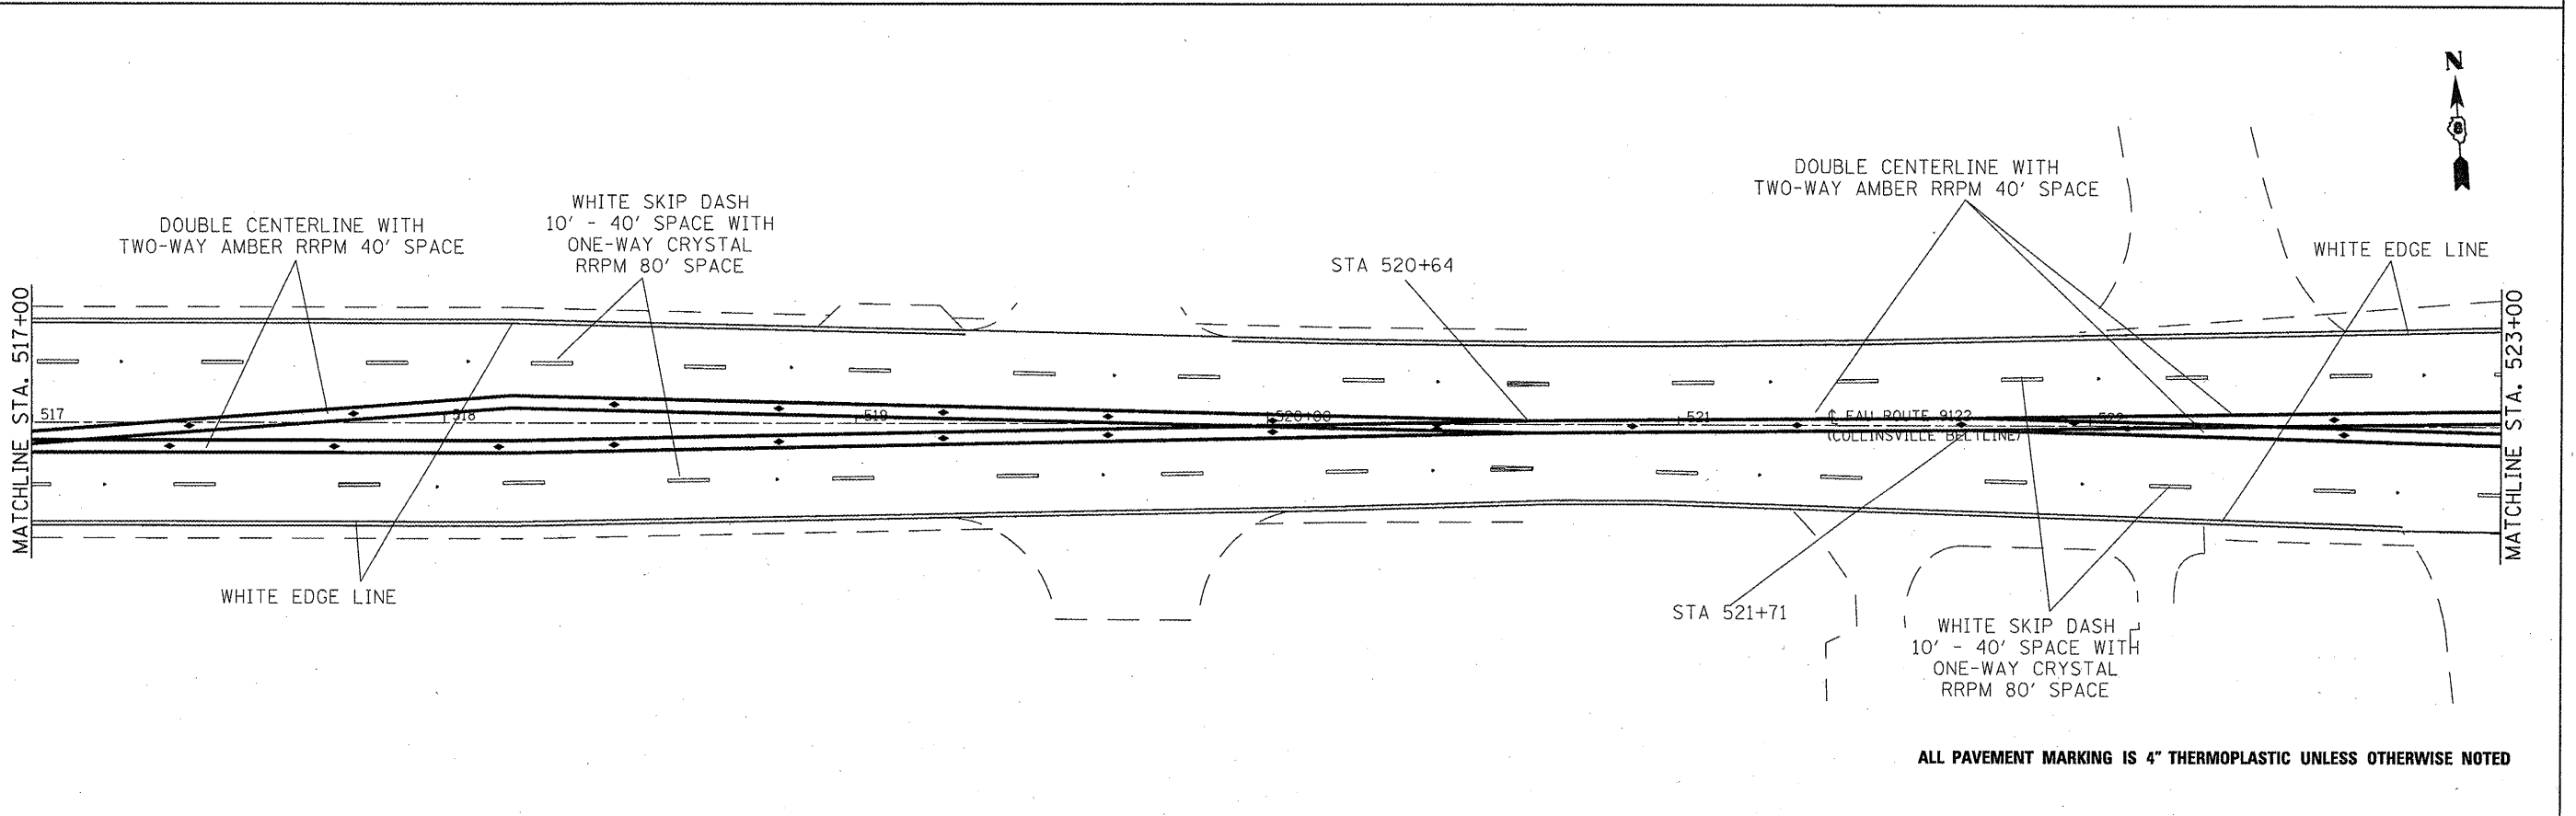 N
DOUBLE CENTERLINE WITH
TWO-WAY AMBER RRPM 40' SPACE
WHITE SKIP DASH
10' - 40' SPACE WITH
ONE-WAY CRYSTAL
RRPM 80' SPACE
STA 520+64
DOUBLE CENTERLINE WITH
TWO-WAY AMBER RRPM 40' SPACE
WHITE EDGE LINE
MATCHLINE STA. 517+00
517
518
519
520+00
521
℄ FAU ROUTE 9122
(COLLINSVILLE BELTLINE)
522
MATCHLINE STA. 523+00
WHITE EDGE LINE
STA 521+71
WHITE SKIP DASH
10' - 40' SPACE WITH
ONE-WAY CRYSTAL
RRPM 80' SPACE
ALL PAVEMENT MARKING IS 4" THERMOPLASTIC UNLESS OTHERWISE NOTED